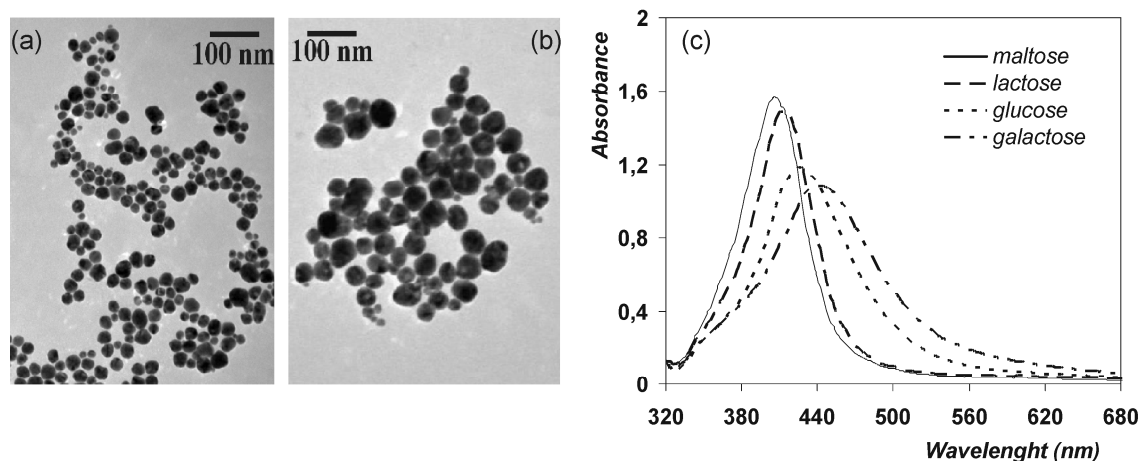 (a)
100 nm
100 nm
(b)
(c)
Absorbance
2
1,6
1,2
0,8
0,4
0
maltose
lactose
glucose
galactose
320 380 440 500 560 620 680
Wavelenght (nm)